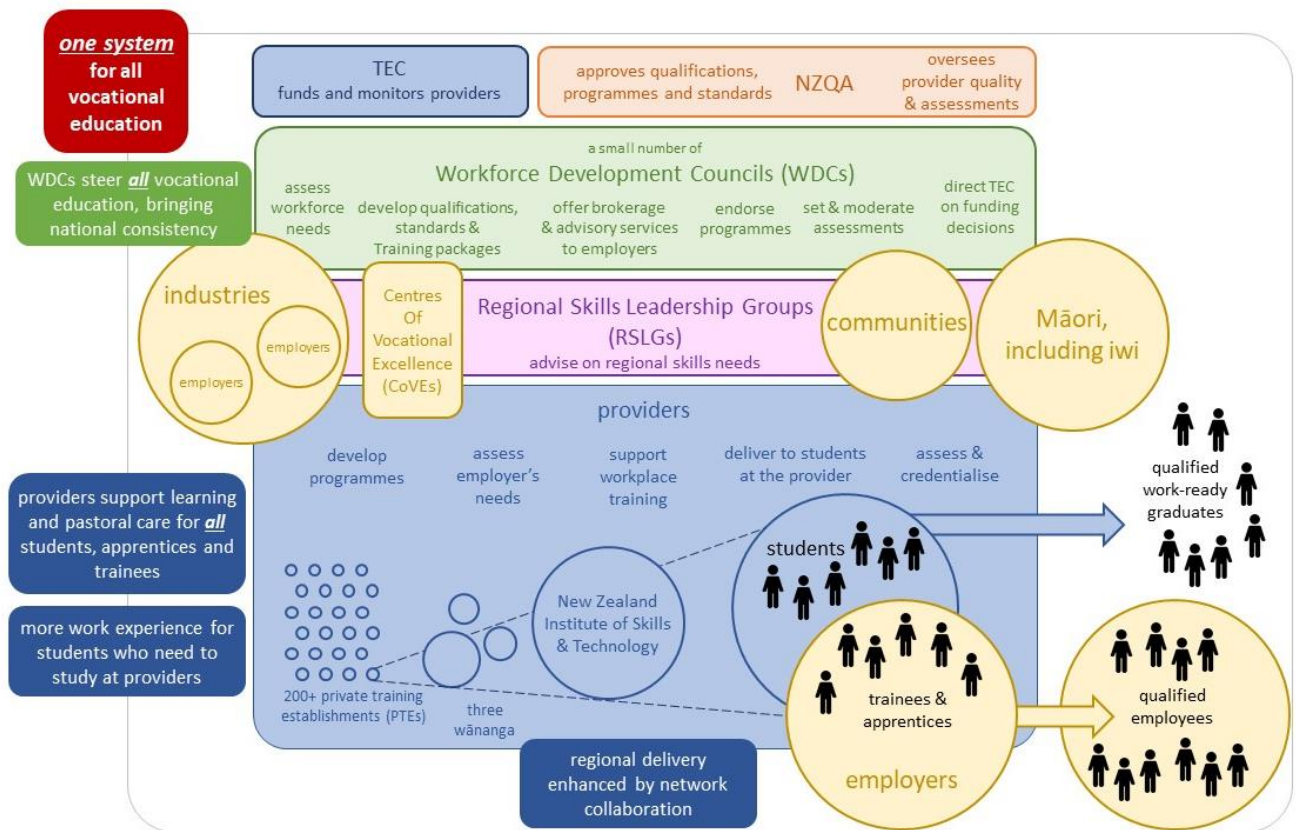 one system
for all
vocational
education
TEC
funds and monitors providers
approves qualifications,
programmes and standards
NZQA
oversees
provider quality
& assessments
WDCs steer all vocational
education, bringing
national consistency
a small number of
Workforce Development Councils (WDCs)
assess
workforce
needs
develop qualifications,
standards &
Training packages
offer brokerage
& advisory services
to employers
endorse
programmes
set & moderate
assessments
direct TEC
on funding
decisions
industries
employers
employers
Centres
Of
Vocational
Excellence
(CoVEs)
Regional Skills Leadership Groups
(RSLGs)
advise on regional skills needs
communities
Māori,
including iwi
providers
develop
programmes
assess
employer's
needs
support
workplace
training
deliver to students
at the provider
assess &
credentialise
qualified
work-ready
graduates
providers support learning
and pastoral care for all
students, apprentices and
trainees
students
New Zealand
Institute of Skills
& Technology
more work experience for
students who need to
study at providers
200+ private training
establishments (PTEs)
three
wānanga
trainees &
apprentices
employers
qualified
employees
regional delivery
enhanced by network
collaboration